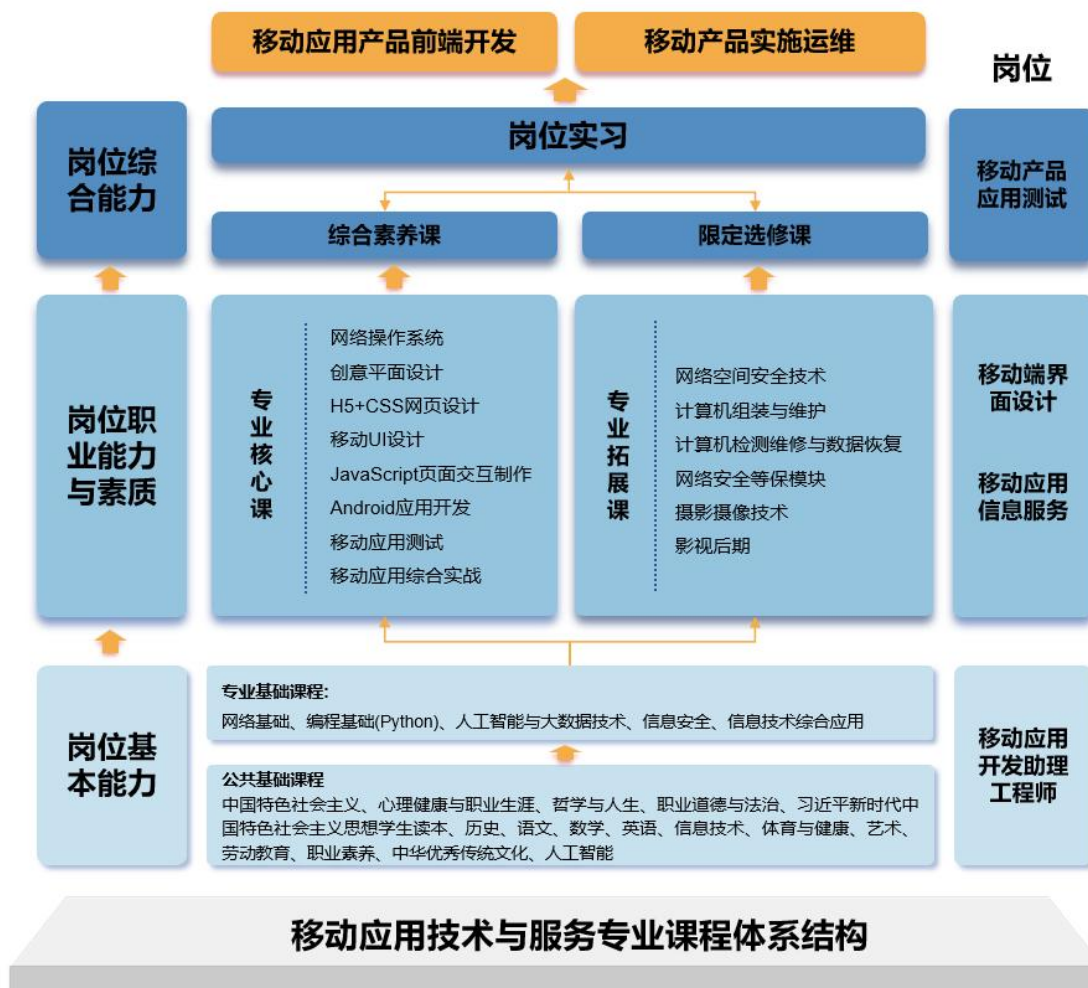 移动应用产品前端开发
移动产品实施运维
岗位
岗位综
合能力
岗位实习
移动产品
应用测试
综合素养课
限定选修课
岗位职
业能力
与素质
专业核心课
网络操作系统
创意平面设计
H5+CSS网页设计
移动UI设计
JavaScript页面交互制作
Android应用开发
移动应用测试
移动应用综合实战
专业拓展课
网络空间安全技术
计算机组装与维护
计算机检测维修与数据恢复
网络安全等保模块
摄影摄像技术
影视后期
移动端界
面设计
移动应用
信息服务
岗位基
本能力
专业基础课程:
网络基础、编程基础(Python)、人工智能与大数据技术、信息安全、信息技术综合应用
公共基础课程
中国特色社会主义、心理健康与职业生涯、哲学与人生、职业道德与法治、习近平新时代中
国特色社会主义思想学生读本、历史、语文、数学、英语、信息技术、体育与健康、艺术、
劳动教育、职业素养、中华优秀传统文化、人工智能
移动应用
开发助理
工程师
移动应用技术与服务专业课程体系结构